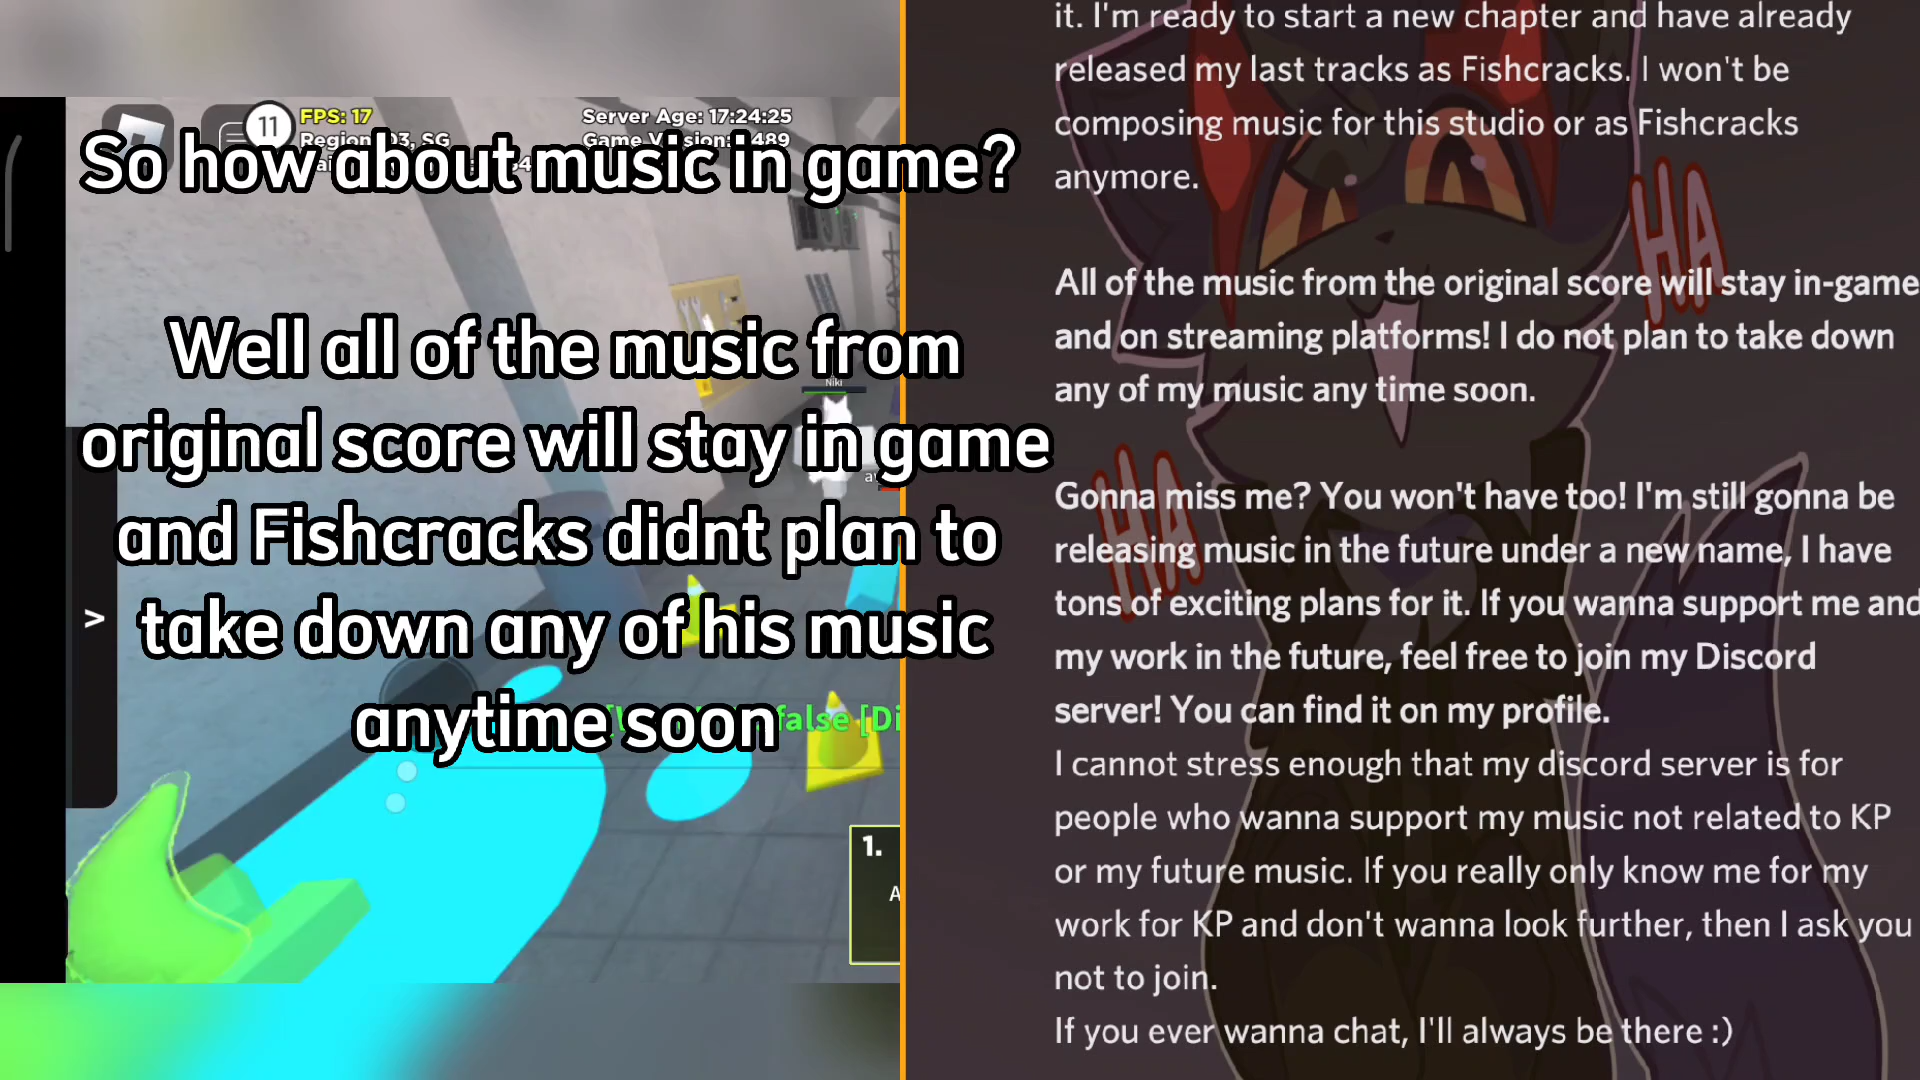 FPS: 17
Server Age: 17:24:25
11
SG
489
So how about music in game?
Well all of the music from
original score will stay in game
and Fishcracks didnt plan to
take down any of his music
anytime soon
Niki
>
false [Di
1.
A
it. I'm ready to start a new chapter and have already
released my last tracks as Fishcracks. I won't be
composing music for this studio or as Fishcracks
anymore.
All of the music from the original score will stay in-game
and on streaming platforms! I do not plan to take down
any of my music any time soon.
Gonna miss me? You won't have too! I'm still gonna be
releasing music in the future under a new name, I have
tons of exciting plans for it. If you wanna support me and
my work in the future, feel free to join my Discord
server! You can find it on my profile.
I cannot stress enough that my discord server is for
people who wanna support my music not related to KP
or my future music. If you really only know me for my
work for KP and don't wanna look further, then I ask you
not to join.
If you ever wanna chat, I'll always be there :)
HA
HA